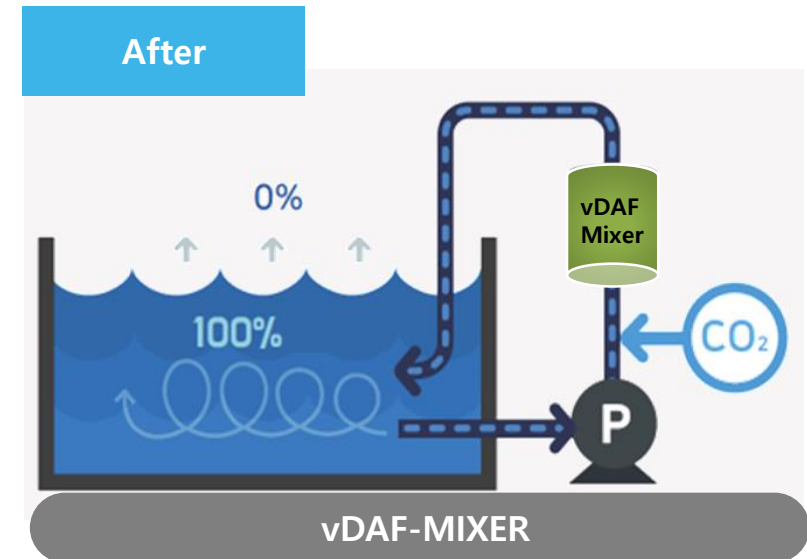 After
0%
vDAF
Mixer
100%
CO₂
P
vDAF-MIXER